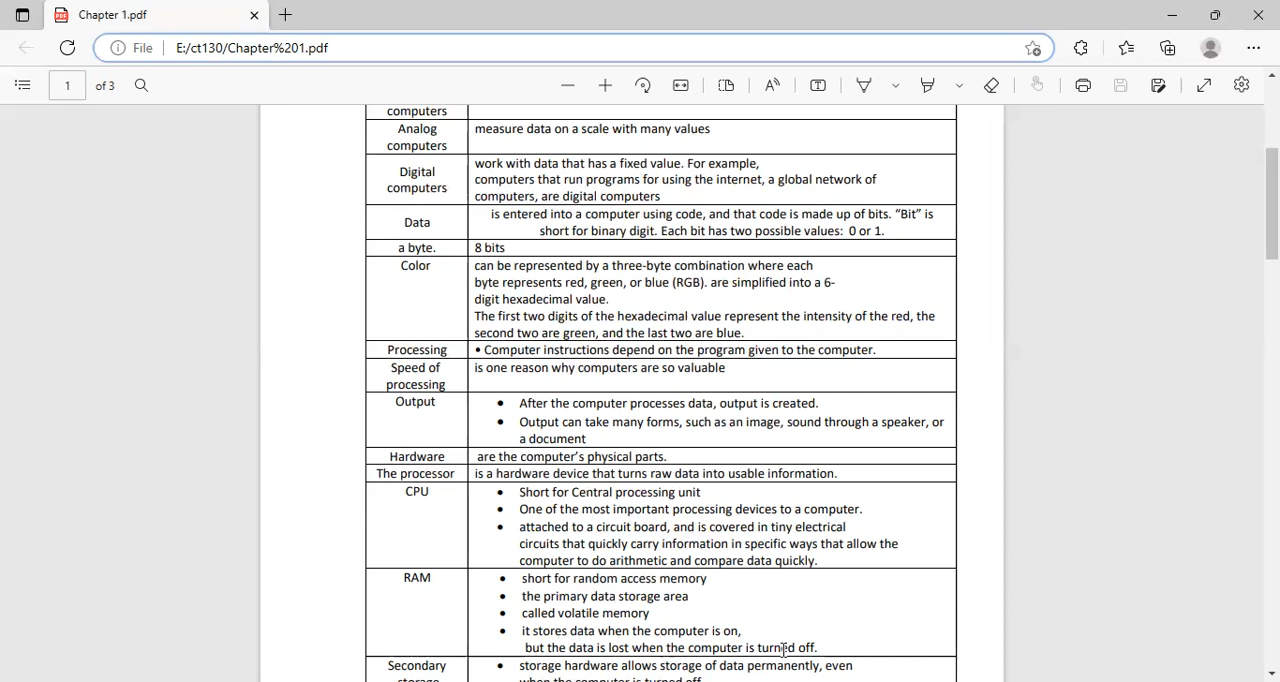 Chapter 1.pdf
File E:/ct130/Chapter%201.pdf
1 of 3
computers
Analog computers
measure data on a scale with many values
Digital computers
work with data that has a fixed value. For example,
computers that run programs for using the internet, a global network of
computers, are digital computers
Data
is entered into a computer using code, and that code is made up of bits. “Bit” is
short for binary digit. Each bit has two possible values: 0 or 1.
a byte.
8 bits
Color
can be represented by a three-byte combination where each
byte represents red, green, or blue (RGB). are simplified into a 6-
digit hexadecimal value.
The first two digits of the hexadecimal value represent the intensity of the red, the
second two are green, and the last two are blue.
Processing
• Computer instructions depend on the program given to the computer.
Speed of
processing
is one reason why computers are so valuable
Output
• After the computer processes data, output is created.
• Output can take many forms, such as an image, sound through a speaker, or
a document
Hardware
are the computer’s physical parts.
The processor
is a hardware device that turns raw data into usable information.
CPU
• Short for Central processing unit
• One of the most important processing devices to a computer.
• attached to a circuit board, and is covered in tiny electrical
circuits that quickly carry information in specific ways that allow the
computer to do arithmetic and compare data quickly.
RAM
• short for random access memory
• the primary data storage area
• called volatile memory
• it stores data when the computer is on,
but the data is lost when the computer is turned off.
Secondary
storage
• storage hardware allows storage of data permanently, even
when the computer is turned off